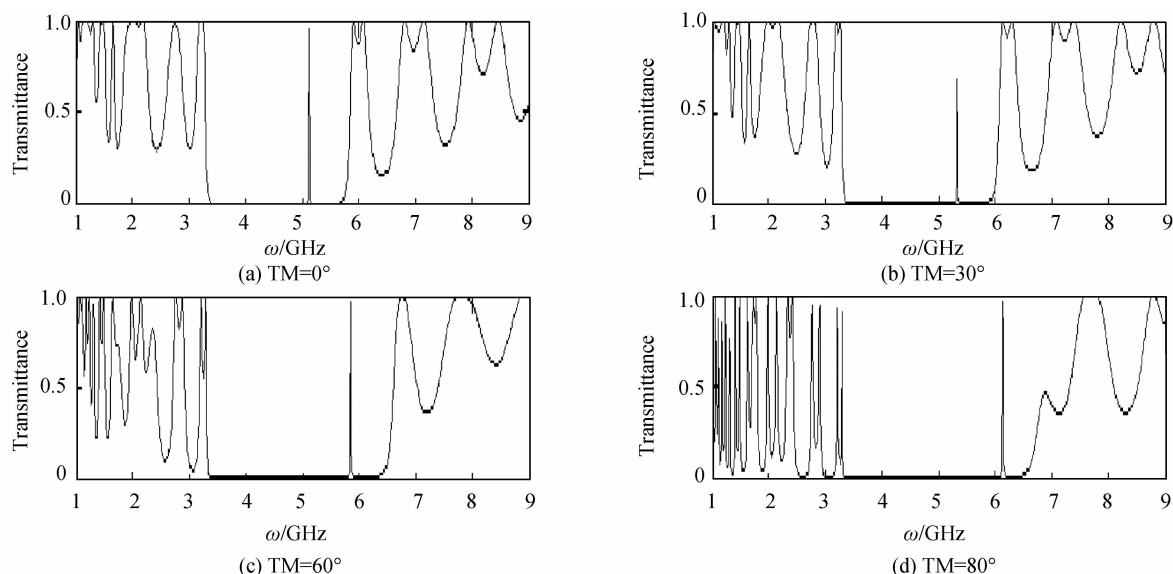 1.0
0.5
0
Transmittance
1 2 3 4 5 6 7 8 9
ω/GHz
(a) TM=0°
1.0
0.5
0
Transmittance
1 2 3 4 5 6 7 8 9
ω/GHz
(b) TM=30°
1.0
0.5
0
Transmittance
1 2 3 4 5 6 7 8 9
ω/GHz
(c) TM=60°
1.0
0.5
0
Transmittance
1 2 3 4 5 6 7 8 9
ω/GHz
(d) TM=80°